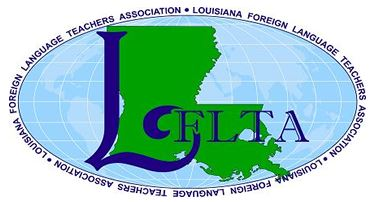 LOUISIANA FOREIGN LANGUAGE TEACHERS ASSOCIATION • LOUISIANA FOREIGN LANGUAGE TEACHERS ASSOCIATION • LOUISIANA FOREIGN LANGUAGE TEACHERS ASSOCIATION •
LFLTA